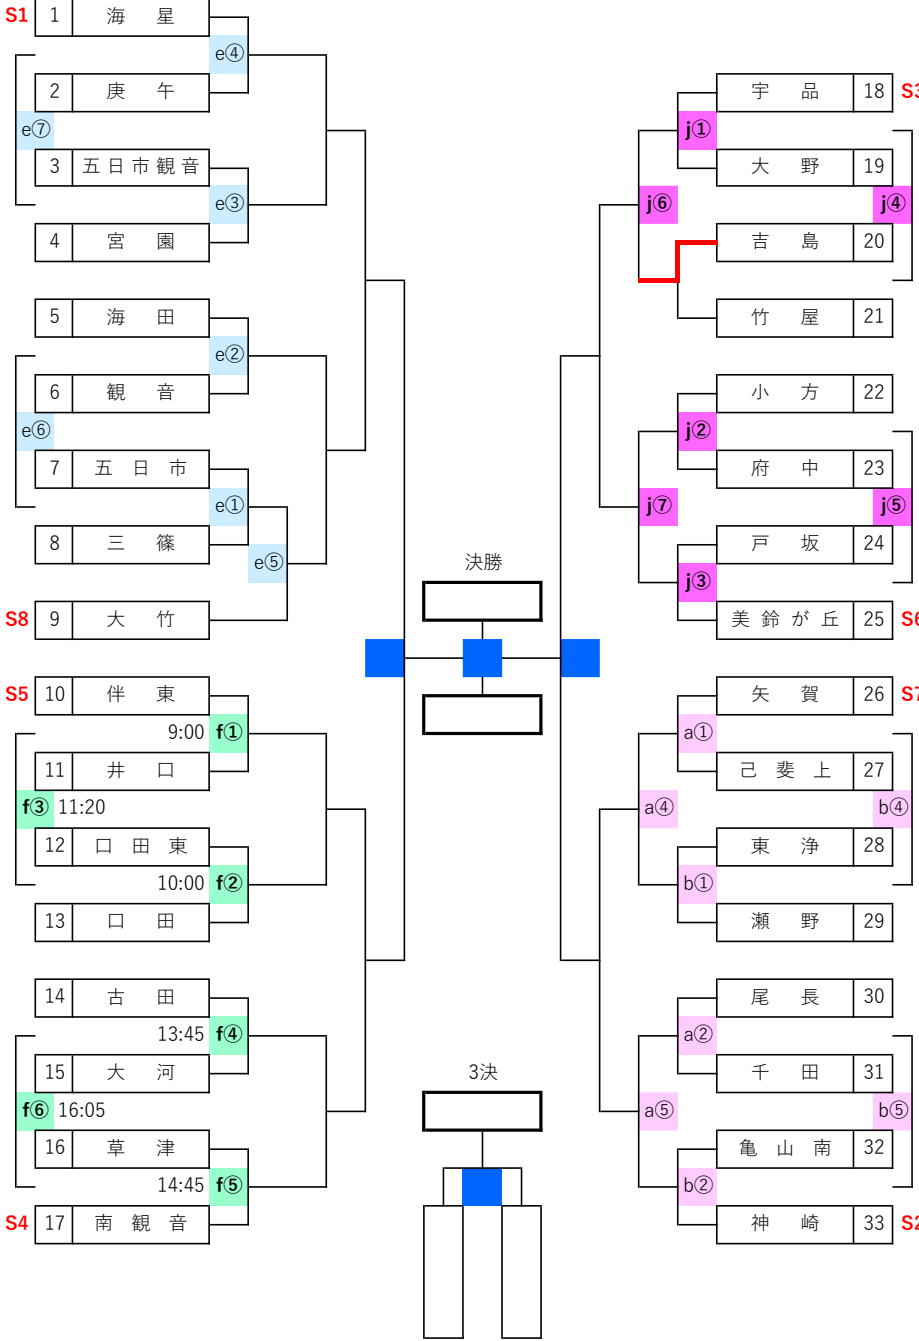 S1 1 海星
e④
2 庚午
e⑦
3 五日市観音
e③
4 宮園
5 海田
e②
6 観音
e⑥
7 五日市
e①
8 三篠
e⑤
S8 9 大竹
S5 10 伴東
9:00 f①
11 井口
f③ 11:20
12 口田東
10:00 f②
13 口田
14 古田
13:45 f④
15 大河
f⑥ 16:05
16 草津
14:45 f⑤
S4 17 南観音
決勝
3決
宇品 18 S3
j①
大野 19
j⑥ j④
吉島 20
竹屋 21
小方 22
j②
府中 23
j⑦ j⑤
戸坂 24
j③
美鈴が丘 25 S6
矢賀 26 S7
a①
己斐上 27
a④ b④
東浄 28
b①
瀬野 29
尾長 30
a②
千田 31
a⑤ b⑤
亀山南 32
b②
神崎 33 S2